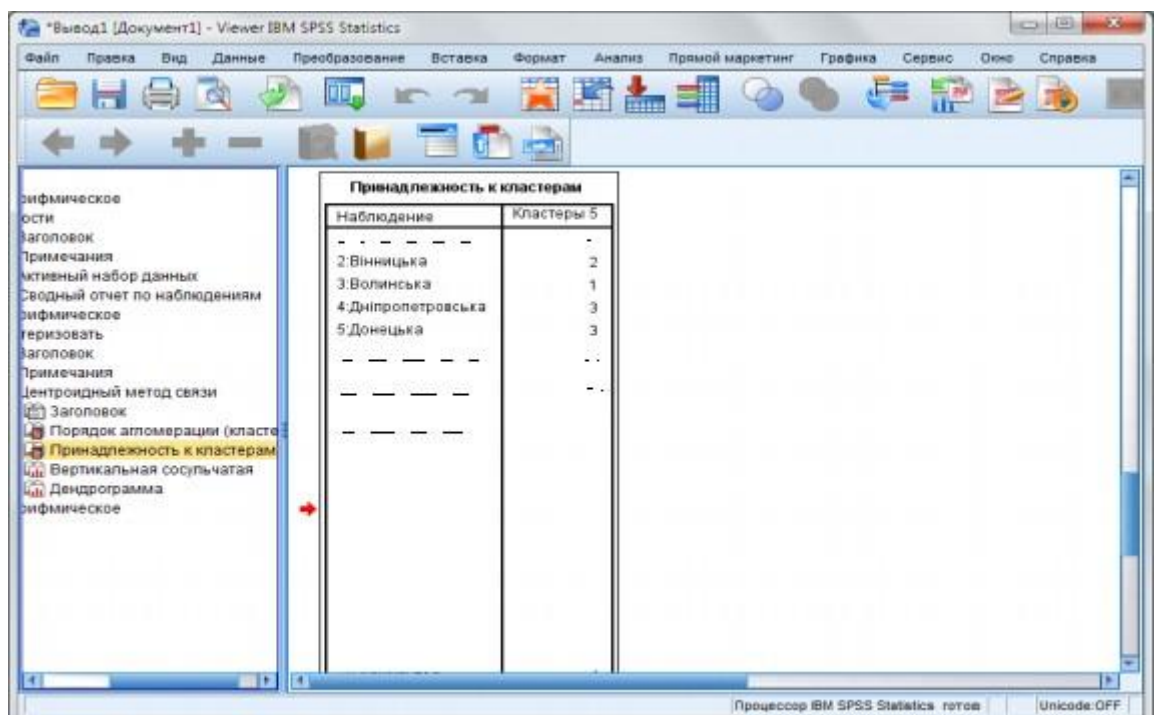 *Вывод1 [Документ1] - Viewer IBM SPSS Statistics
Файл Правка Вид Данные Преобразование Вставка Формат Анализ Прямой маркетинг Графика Сервис Окно Справка
рифмическое
ости
Заголовок
Примечания
Активный набор данных
Сводный отчет по наблюдениям
рифмическое
теризовать
Заголовок
Примечания
Центроидный метод связи
Заголовок
Порядок агломерации (класте
Принадлежность к кластерам
Вертикальная сосульчатая
Дендрограмма
рифмическое
Принадлежность к кластерам
Наблюдение Кластеры 5
2:Вінницька 2
3:Волинська 1
4:Дніпропетровська 3
5:Донецька 3
Процессор IBM SPSS Statistics готов Unicode:OFF